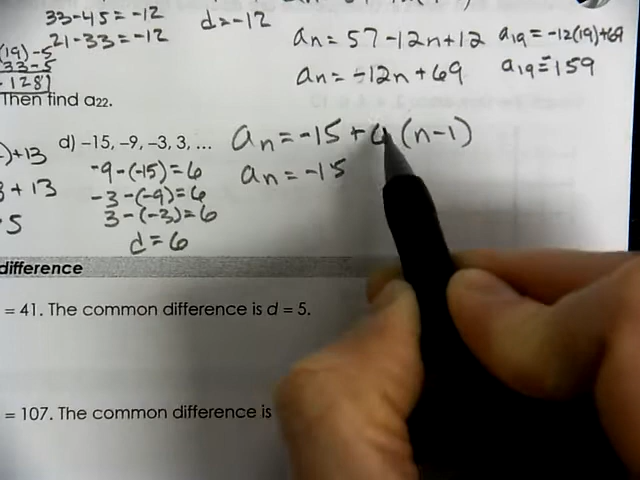 33-45=-12
21-33=-12
d=-12
an = 57-12n+12
an = -12n+69
a19=-12(19)+69
a19=-159
(19)-5
33-5
128
Then find a22.
)+13
3 + 13
5
d) -15, -9, -3, 3, ...
-9-(-15)=6
-3-(-9)=6
3-(-3)=6
d=6
an = -15+6(n-1)
an = -15
difference
= 41. The common difference is d = 5.
= 107. The common difference is